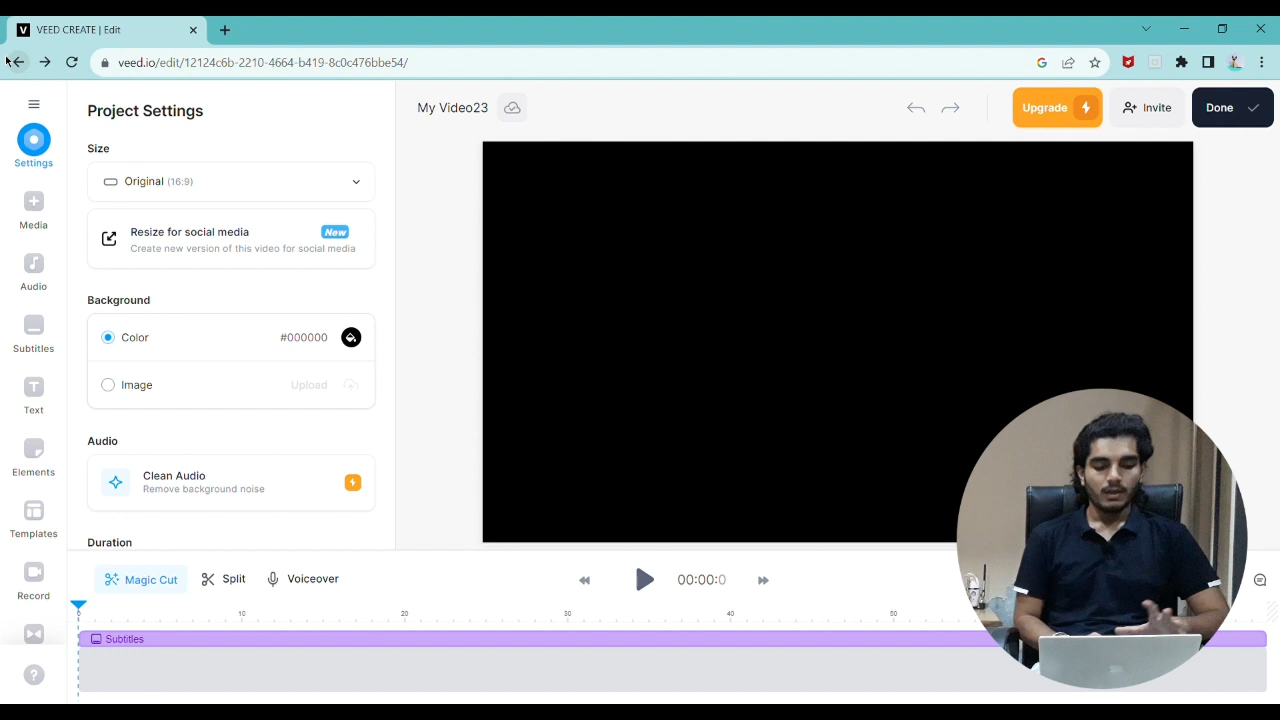 V VEED CREATE | Edit
veed.io/edit/12124c6b-2210-4664-b419-8c0c476bbe54/
Settings
Media
Audio
Subtitles
Text
Elements
Templates
Record
?
Project Settings
Size
Original (16:9)
Resize for social media New
Create new version of this video for social media
Background
Color #000000
Image Upload
Audio
Clean Audio
Remove background noise
Duration
My Video23
Upgrade
Invite
Done
Magic Cut
Split
Voiceover
00:00:0
0 10 20 30 40 50
Subtitles